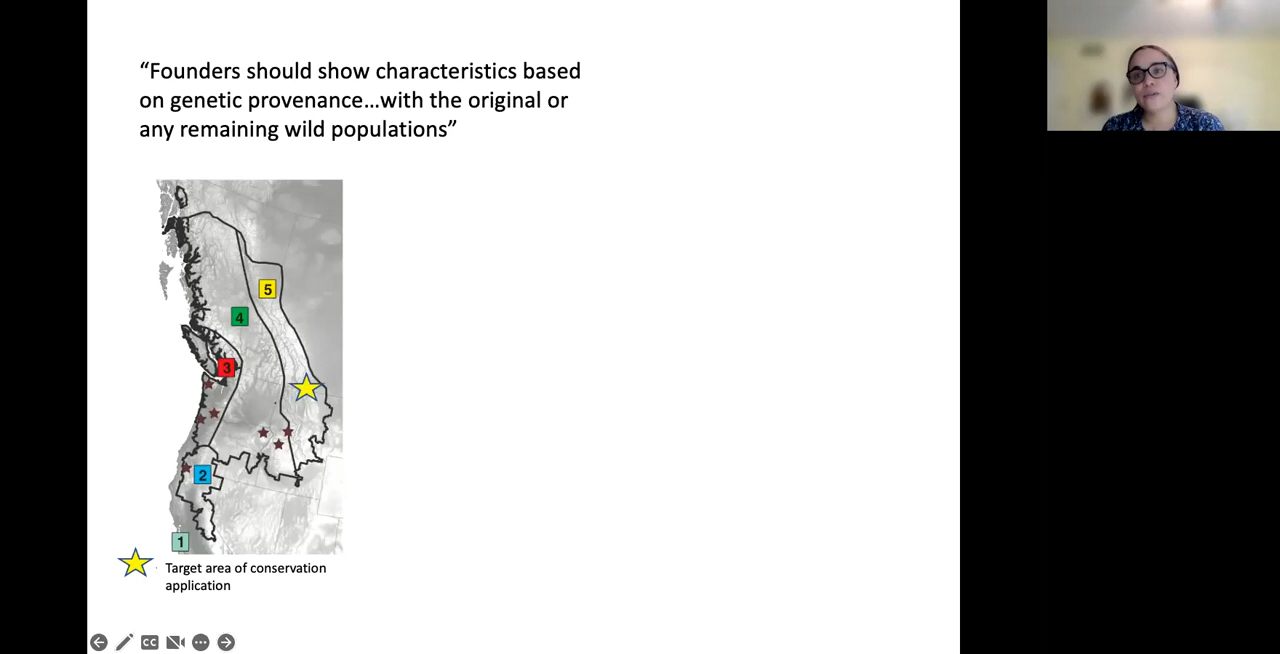 “Founders should show characteristics based
on genetic provenance…with the original or
any remaining wild populations”
5
4
3
2
1
Target area of conservation
application
CC